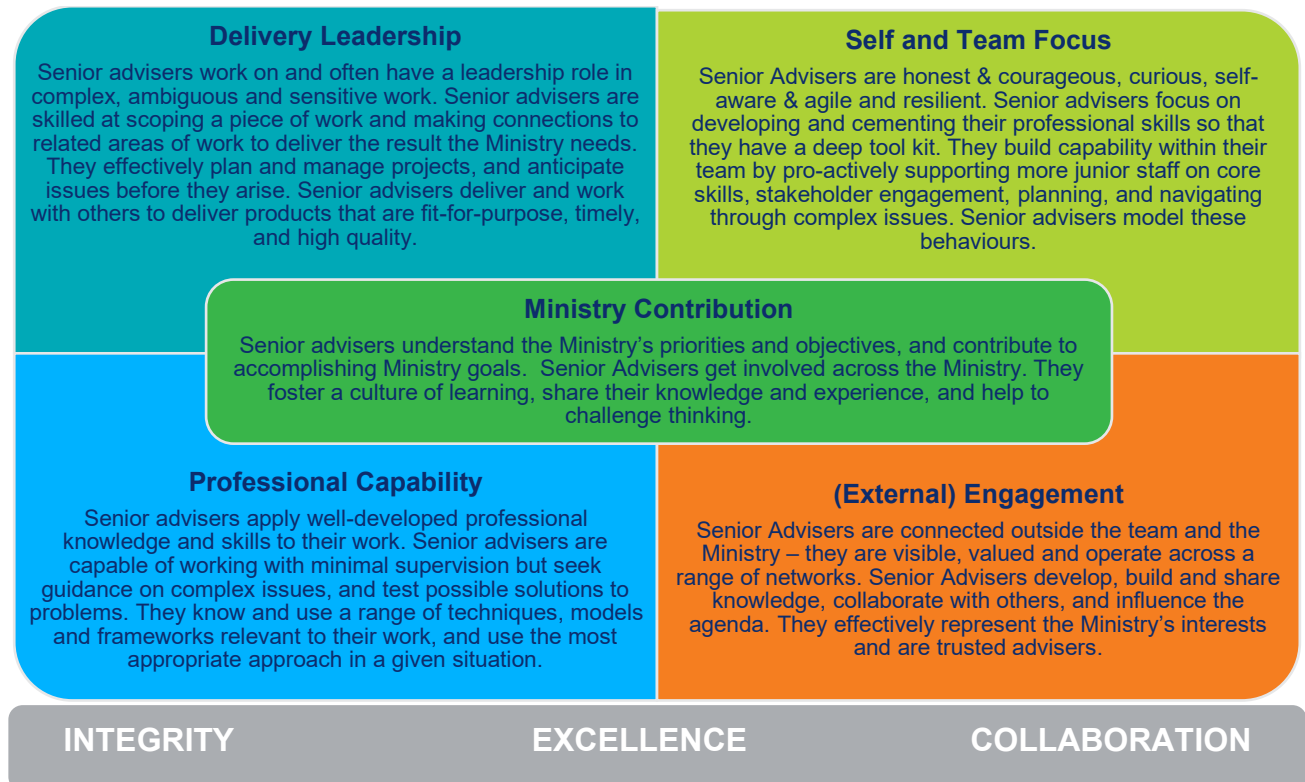 Delivery Leadership
Senior advisers work on and often have a leadership role in
complex, ambiguous and sensitive work. Senior advisers are
skilled at scoping a piece of work and making connections to
related areas of work to deliver the result the Ministry needs.
They effectively plan and manage projects, and anticipate
issues before they arise. Senior advisers deliver and work
with others to deliver products that are fit-for-purpose, timely,
and high quality.
Self and Team Focus
Senior Advisers are honest & courageous, curious, self-
aware & agile and resilient. Senior advisers focus on
developing and cementing their professional skills so that
they have a deep tool kit. They build capability within their
team by pro-actively supporting more junior staff on core
skills, stakeholder engagement, planning, and navigating
through complex issues. Senior advisers model these
behaviours.
Ministry Contribution
Senior advisers understand the Ministry’s priorities and objectives, and contribute to
accomplishing Ministry goals.  Senior Advisers get involved across the Ministry. They
foster a culture of learning, share their knowledge and experience, and help to
challenge thinking.
Professional Capability
Senior advisers apply well-developed professional
knowledge and skills to their work. Senior advisers are
capable of working with minimal supervision but seek
guidance on complex issues, and test possible solutions to
problems. They know and use a range of techniques, models
and frameworks relevant to their work, and use the most
appropriate approach in a given situation.
(External) Engagement
Senior Advisers are connected outside the team and the
Ministry – they are visible, valued and operate across a
range of networks. Senior Advisers develop, build and share
knowledge, collaborate with others, and influence the
agenda. They effectively represent the Ministry’s interests
and are trusted advisers.
INTEGRITY EXCELLENCE COLLABORATION